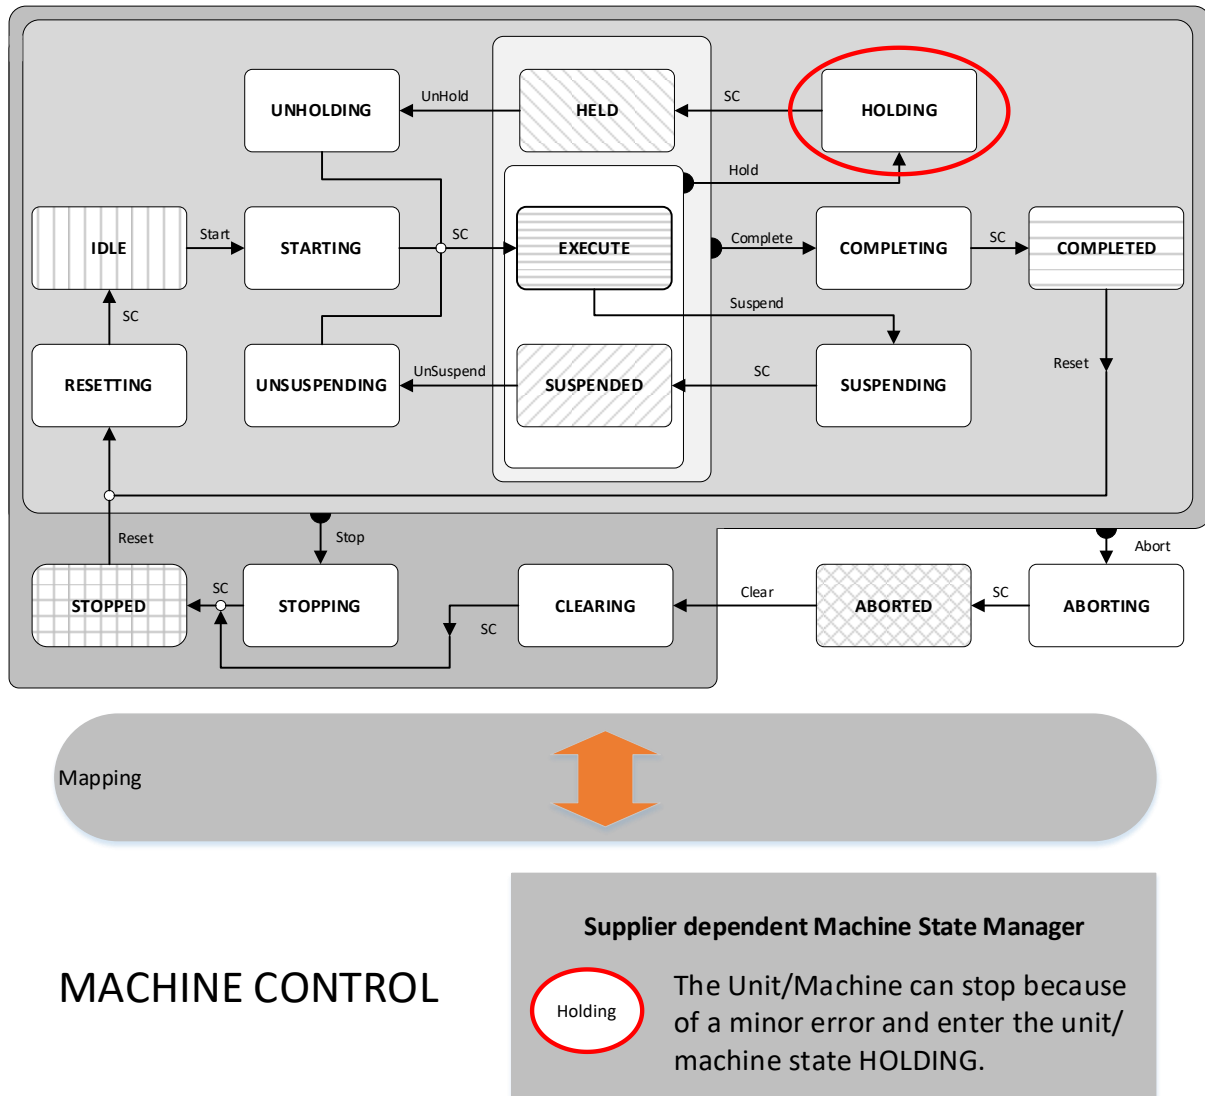 UNHOLDING
UnHold
HELD
SC
HOLDING
Hold
IDLE
Start
STARTING
SC
EXECUTE
Complete
COMPLETING
SC
COMPLETED
SC
Suspend
RESETTING
UNSUSPENDING
UnSuspend
SUSPENDED
SC
SUSPENDING
Reset
Reset
Stop
Abort
STOPPED
SC
STOPPING
SC
CLEARING
Clear
ABORTED
SC
ABORTING
Mapping
MACHINE CONTROL
Supplier dependent Machine State Manager
Holding
The Unit/Machine can stop because
of a minor error and enter the unit/
machine state HOLDING.